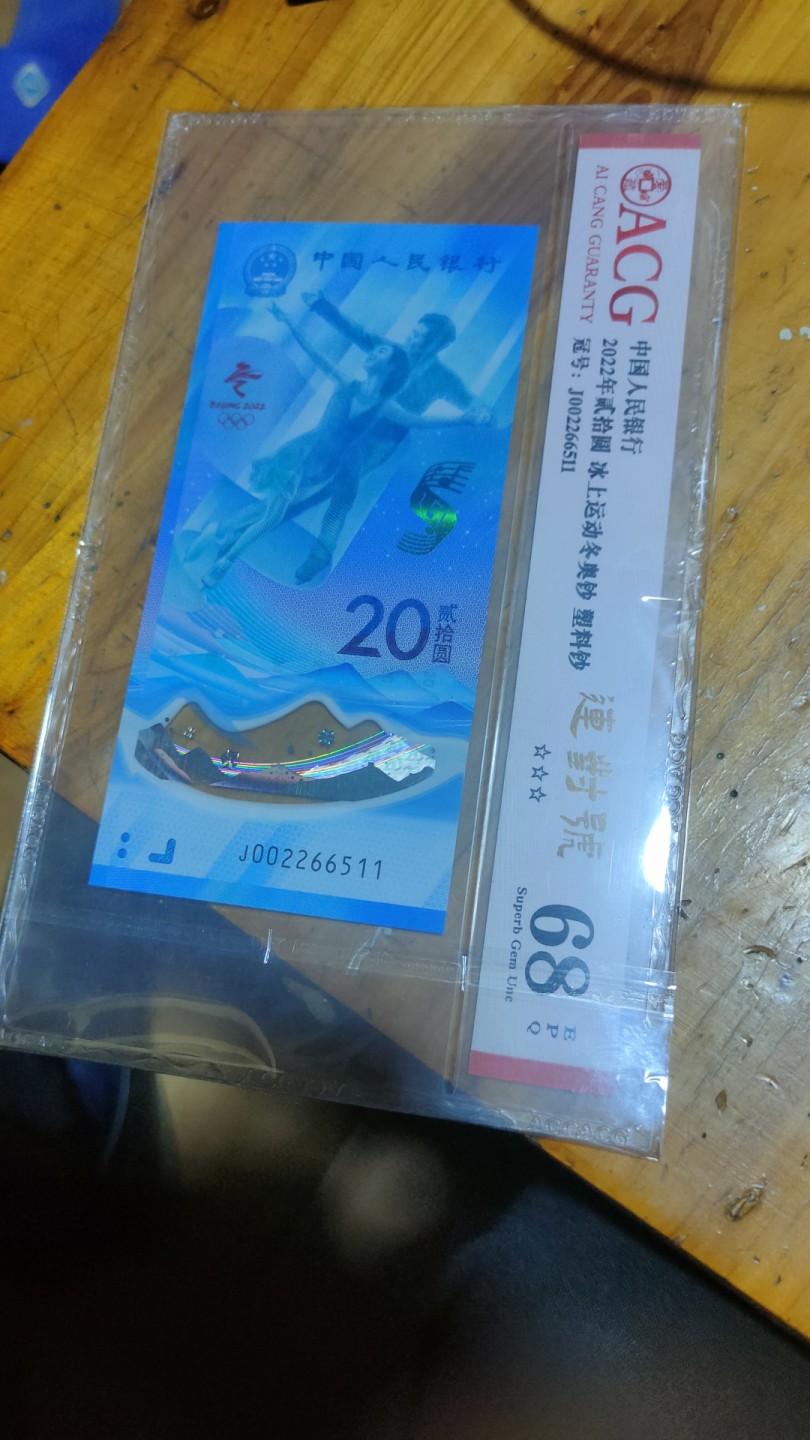 中国人民银行
BEIJING 2022
20
贰拾圆
J002266511
ACG
AI CANG GUARANTY
中国人民银行
2022年贰拾圆 冰上运动冬奥钞 塑料钞
冠号：J002266511
連對號
☆☆☆
68
EPQ
Superb Gem Unc